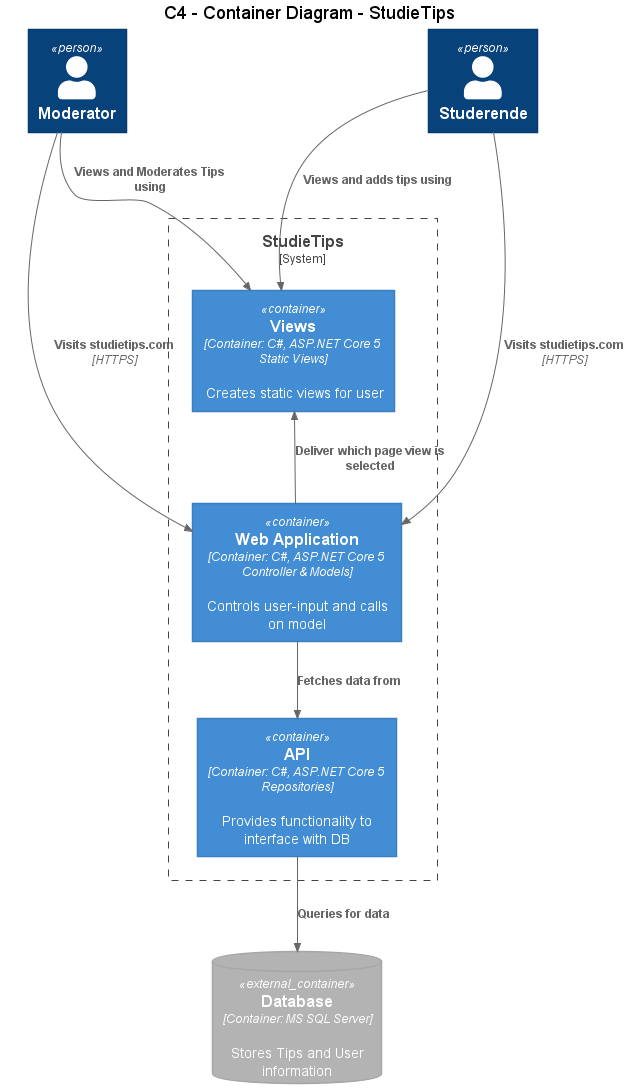 C4 - Container Diagram - StudieTips
«person»
Moderator
«person»
Studerende
Views and Moderates Tips
using
Views and adds tips using
StudieTips
[System]
«container»
Views
[Container: C#, ASP.NET Core 5
Static Views]
Creates static views for user
Visits studietips.com
[HTTPS]
Visits studietips.com
[HTTPS]
Deliver which page view is
selected
«container»
Web Application
[Container: C#, ASP.NET Core 5
Controller & Models]
Controls user-input and calls
on model
Fetches data from
«container»
API
[Container: C#, ASP.NET Core 5
Repositories]
Provides functionality to
interface with DB
Queries for data
«external_container»
Database
[Container: MS SQL Server]
Stores Tips and User
information